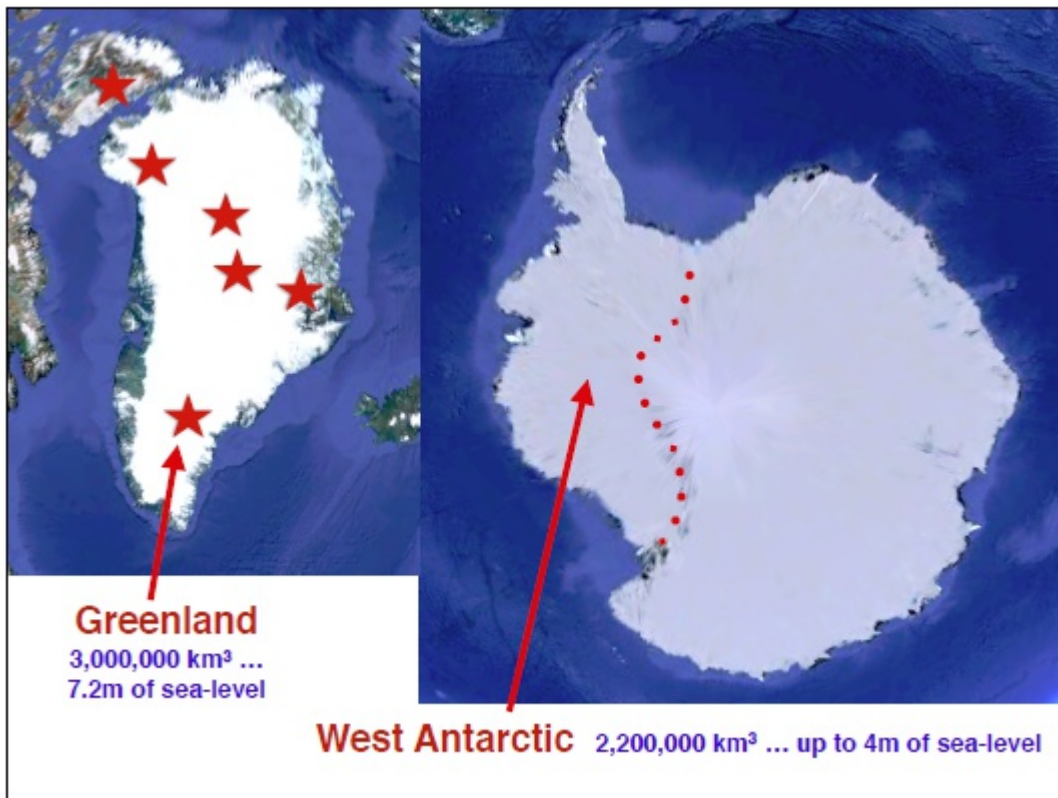 Greenland
3,000,000 km³ ...
7.2m of sea-level
West Antarctic 2,200,000 km³ ... up to 4m of sea-level